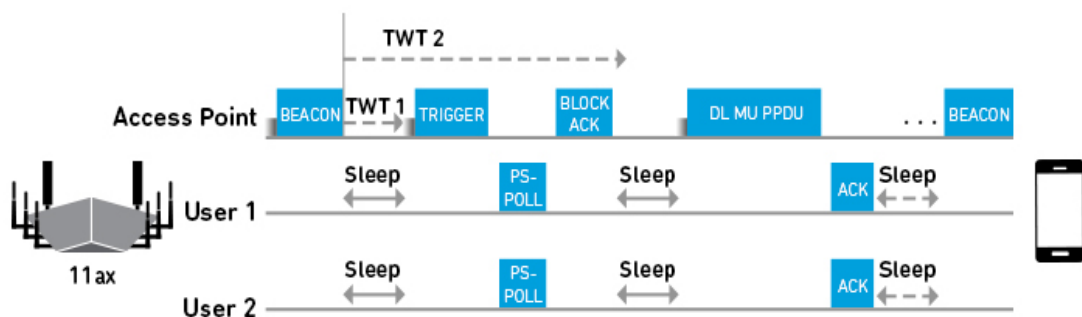 TWT 2
Access Point
BEACON
TWT 1
TRIGGER
BLOCK
ACK
DL MU PPDU
. . .
BEACON
User 1
Sleep
PS-
POLL
Sleep
ACK
Sleep
11ax
User 2
Sleep
PS-
POLL
Sleep
ACK
Sleep